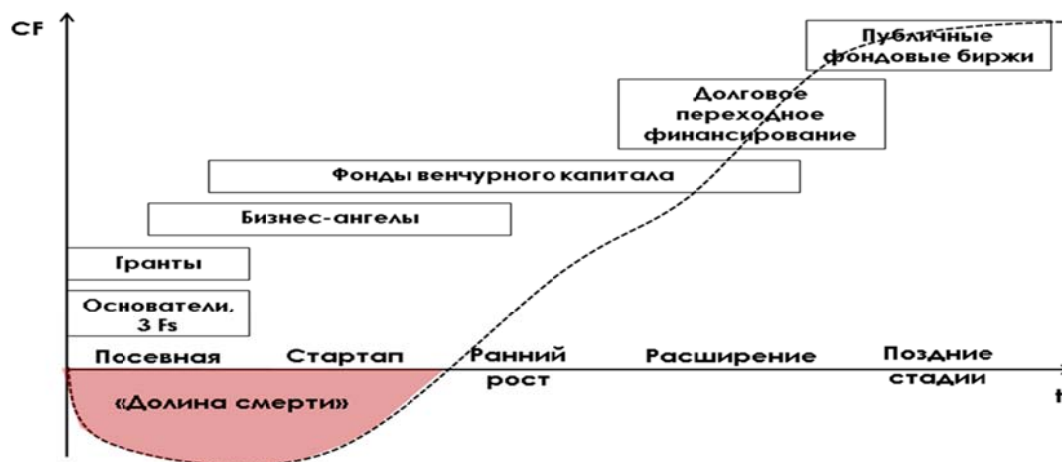 CF
Публичные
фондовые биржи
Долговое
переходное
финансирование
Фонды венчурного капитала
Бизнес-ангелы
Гранты
Основатели,
3 Fs
Посевная
Стартап
Ранний
рост
Расширение
Поздние
стадии
t
«Долина смерти»